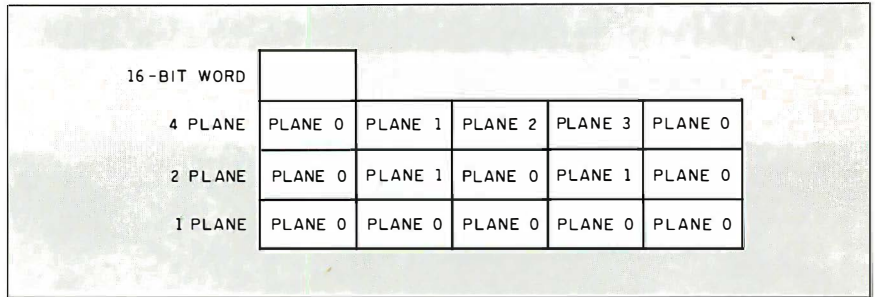 16-BIT WORD
4 PLANE PLANE 0 PLANE 1 PLANE 2 PLANE 3 PLANE 0
2 PLANE PLANE 0 PLANE 1 PLANE 0 PLANE 1 PLANE 0
1 PLANE PLANE 0 PLANE 0 PLANE 0 PLANE 0 PLANE 0